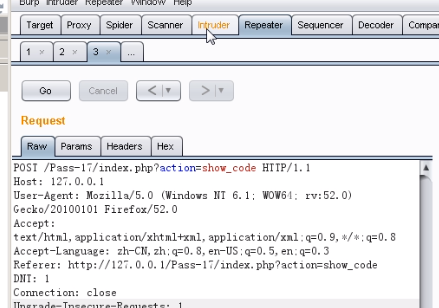 Burp Intruder Repeater Window Help
Target Proxy Spider Scanner Intruder Repeater Sequencer Decoder
1 × 2 × 3 × ...
Go Cancel < | ▼ > | ▼
Request
Raw Params Headers Hex
POST /Pass-17/index.php?action=show_code HTTP/1.1
Host: 127.0.0.1
User-Agent: Mozilla/5.0 (Windows NT 6.1; WOW64; rv:52.0)
Gecko/20100101 Firefox/52.0
Accept:
text/html,application/xhtml+xml,application/xml;q=0.9,*/*;q=0.8
Accept-Language: zh-CN,zh;q=0.8,en-US;q=0.5,en;q=0.3
Referer: http://127.0.0.1/Pass-17/index.php?action=show_code
DNT: 1
Connection: close
Upgrade-Insecure-Requests: 1